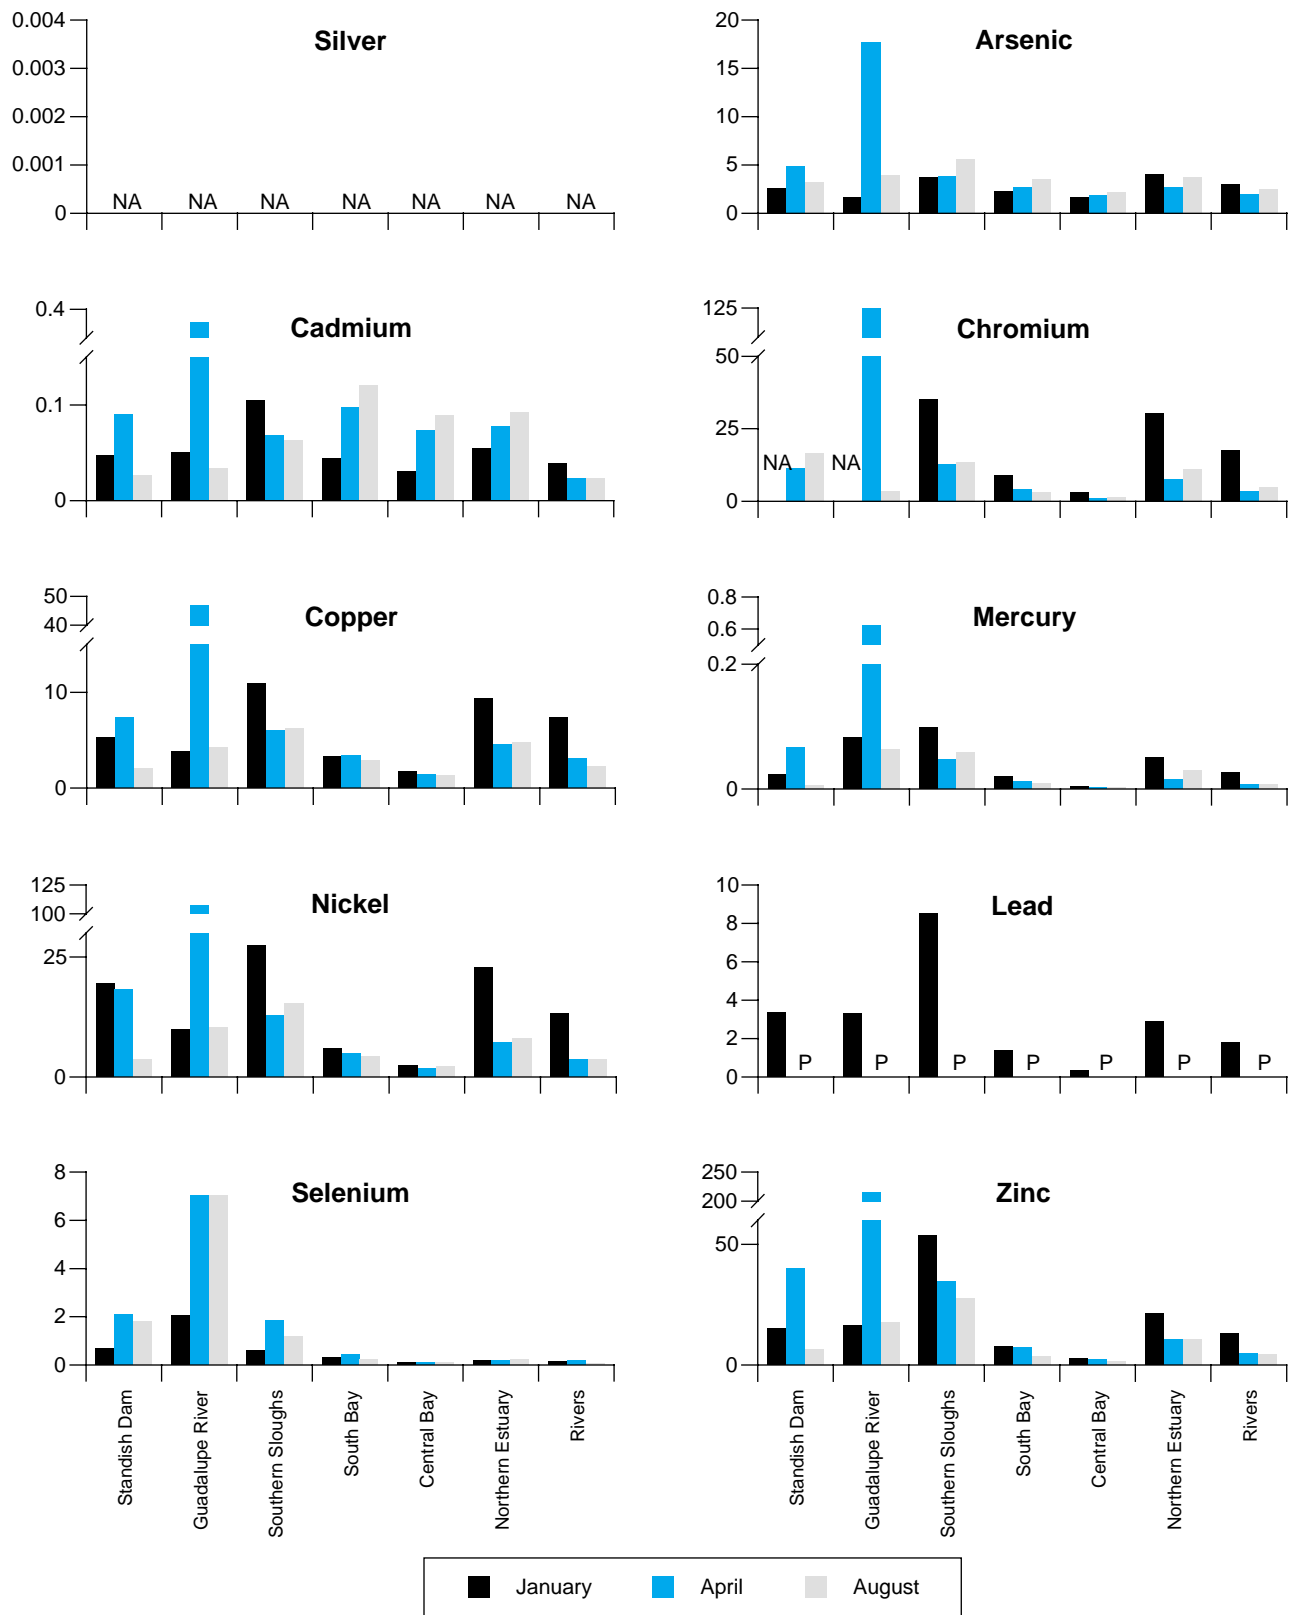 Silver
0.004
0.003
0.002
0.001
0
NA NA NA NA NA NA NA
Arsenic
20
15
10
5
0
Cadmium
0.4
0.1
0
Chromium
125
50
25
0
NA NA
Copper
50
40
10
0
Mercury
0.8
0.6
0.2
0
Nickel
125
100
25
0
Lead
10
8
6
4
2
0
P P P P P P P
Selenium
8
6
4
2
0
Standish Dam
Guadalupe River
Southern Sloughs
South Bay
Central Bay
Northern Estuary
Rivers
Zinc
250
200
50
0
Standish Dam
Guadalupe River
Southern Sloughs
South Bay
Central Bay
Northern Estuary
Rivers
January April August